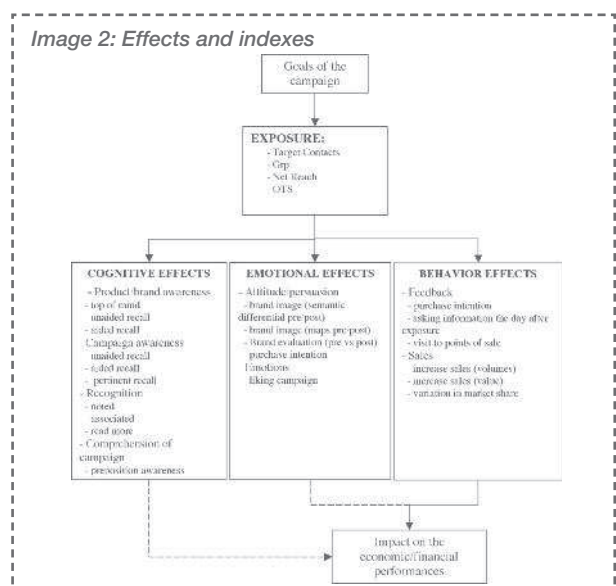 Image 2: Effects and indexes
Goals of the
campaign
EXPOSURE:
- Target Contacts
- Grp
- Net Reach
- OTS
COGNITIVE EFFECTS
- Product/brand awareness
- top of mind
unaided recall
- aided recall
Campaign awareness
unaided recall
- aided recall
- pertinent recall
- Recognition
- noted
associated
- read more
- Comprehension of
campaign
- preposition awareness
EMOTIONAL EFFECTS
- Attitude/persuasion
- brand image (semantic
differential pre/post)
- brand image (maps pre-post)
- Brand evaluation (pre vs post)
purchase intention
Emotions
liking campaign
BEHAVIOR EFFECTS
- Feedback
- purchase intention
- asking information the day after
exposure
- visit to points of sale
- Sales
increase sales (volumes)
- increase sales (value)
- variation in market share
Impact on the
economic/financial
performances